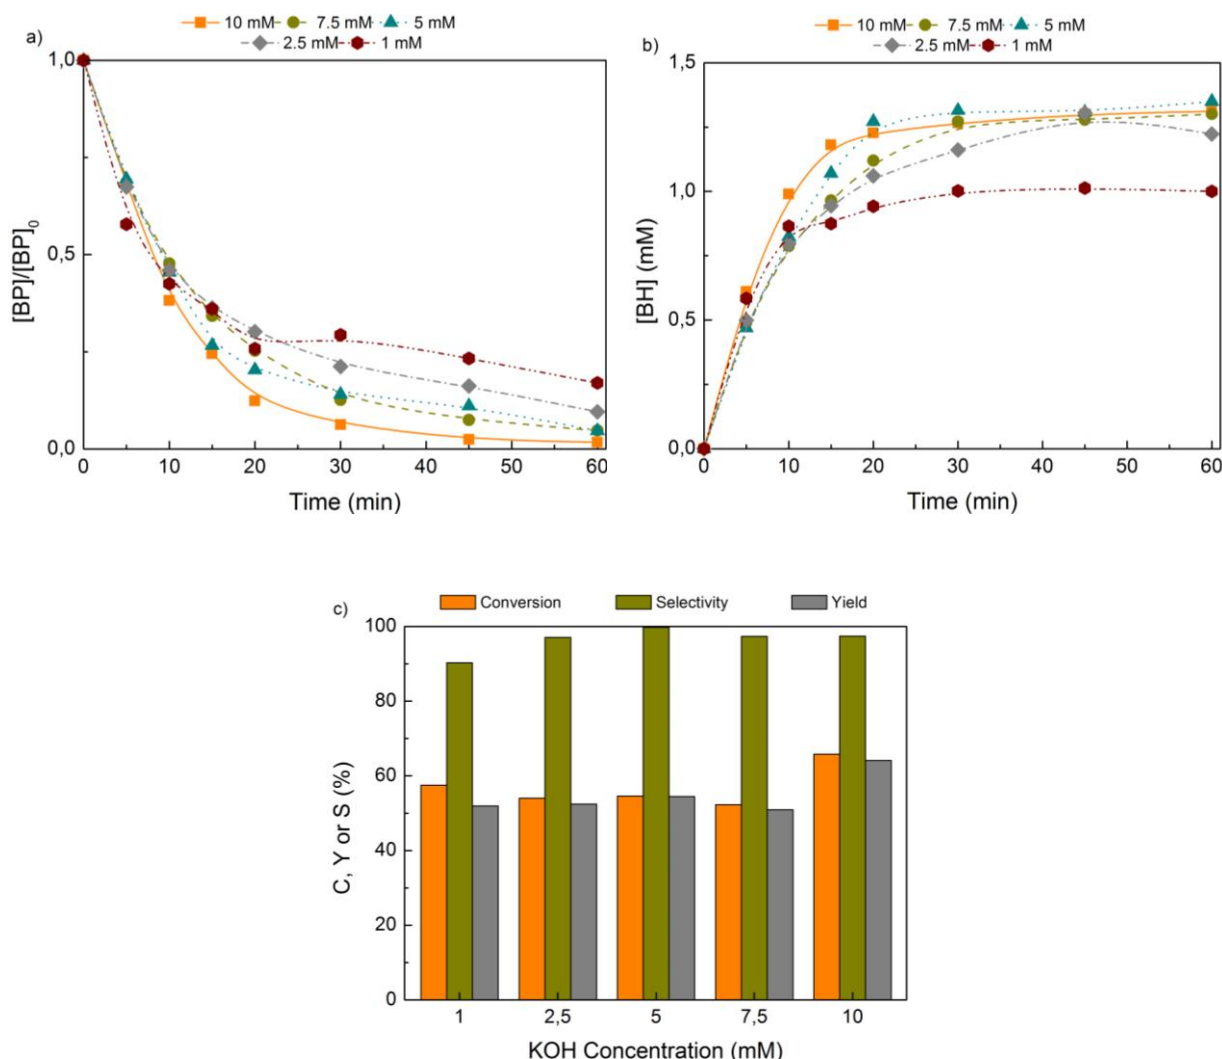 a)
10 mM 7.5 mM 5 mM
2.5 mM 1 mM
1,0
0,5
0,0
[BP]/[BP]0
0 10 20 30 40 50 60
Time (min)
b)
10 mM 7.5 mM 5 mM
2.5 mM 1 mM
1,5
1,0
0,5
0,0
[BH] (mM)
0 10 20 30 40 50 60
Time (min)
c)
Conversion Selectivity Yield
100
80
60
40
20
0
C, Y or S (%)
1 2,5 5 7,5 10
KOH Concentration (mM)